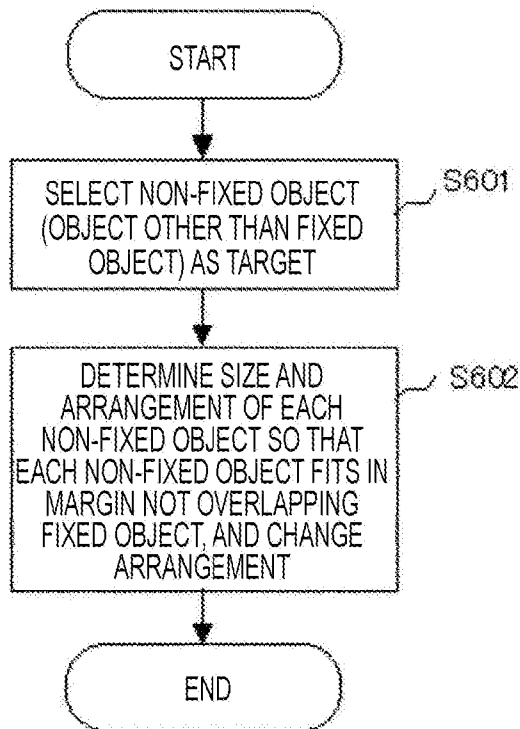 START
SELECT NON-FIXED OBJECT
(OBJECT OTHER THAN FIXED
OBJECT) AS TARGET
S601
DETERMINE SIZE AND
ARRANGEMENT OF EACH
NON-FIXED OBJECT SO THAT
EACH NON-FIXED OBJECT FITS IN
MARGIN NOT OVERLAPPING
FIXED OBJECT, AND CHANGE
ARRANGEMENT
S602
END